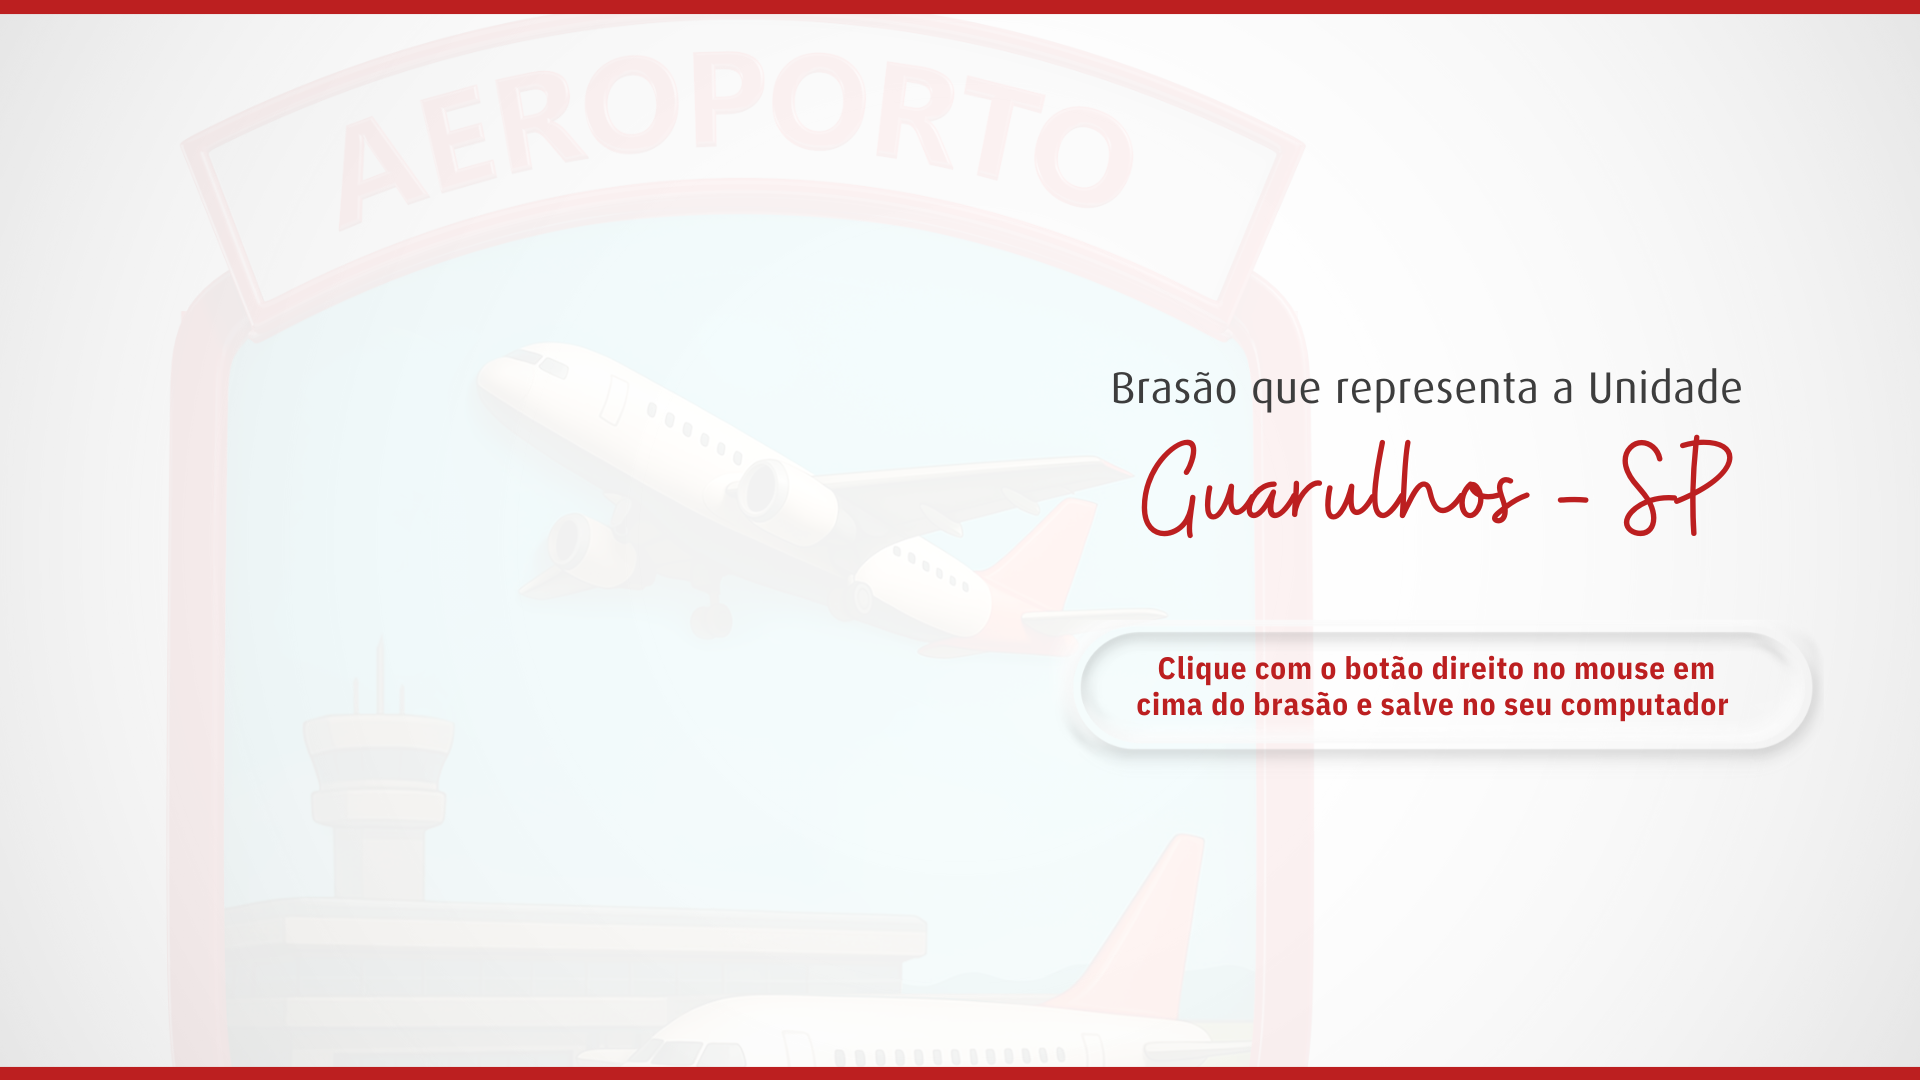 AEROPORTO
Brasão que representa a Unidade
Guarulhos - SP
Clique com o botão direito no mouse em
cima do brasão e salve no seu computador